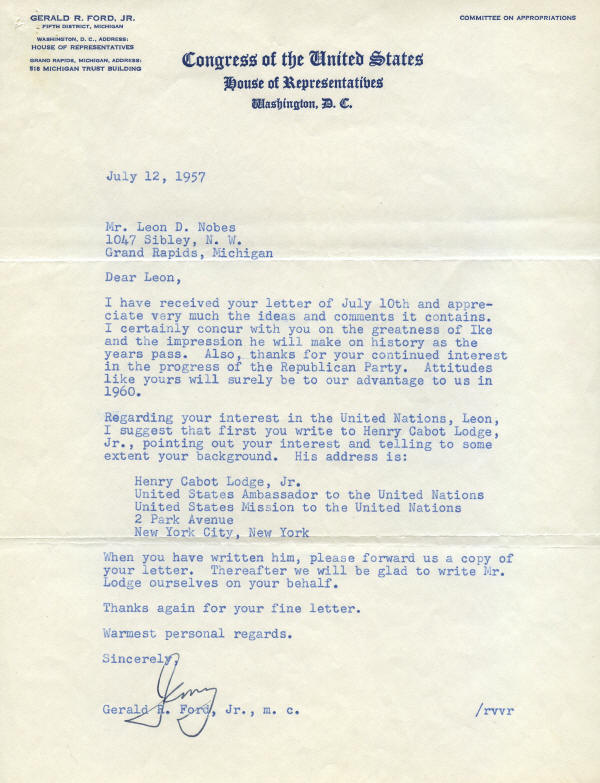 GERALD R. FORD, JR.
FIFTH DISTRICT, MICHIGAN
WASHINGTON, D. C., ADDRESS:
HOUSE OF REPRESENTATIVES
GRAND RAPIDS, MICHIGAN, ADDRESS:
518 MICHIGAN TRUST BUILDING
COMMITTEE ON APPROPRIATIONS
Congress of the United States
House of Representatives
Washington, D. C.
July 12, 1957
Mr. Leon D. Nobes
1047 Sibley, N. W.
Grand Rapids, Michigan
Dear Leon,
I have received your letter of July 10th and appre-
ciate very much the ideas and comments it contains.
I certainly concur with you on the greatness of Ike
and the impression he will make on history as the
years pass. Also, thanks for your continued interest
in the progress of the Republican Party. Attitudes
like yours will surely be to our advantage to us in
1960.
Regarding your interest in the United Nations, Leon,
I suggest that first you write to Henry Cabot Lodge,
Jr., pointing out your interest and telling to some
extent your background. His address is:
Henry Cabot Lodge, Jr.
United States Ambassador to the United Nations
United States Mission to the United Nations
2 Park Avenue
New York City, New York
When you have written him, please forward us a copy of
your letter. Thereafter we will be glad to write Mr.
Lodge ourselves on your behalf.
Thanks again for your fine letter.
Warmest personal regards.
Sincerely,
Jerry
Gerald R. Ford, Jr., m. c.
/rvvr